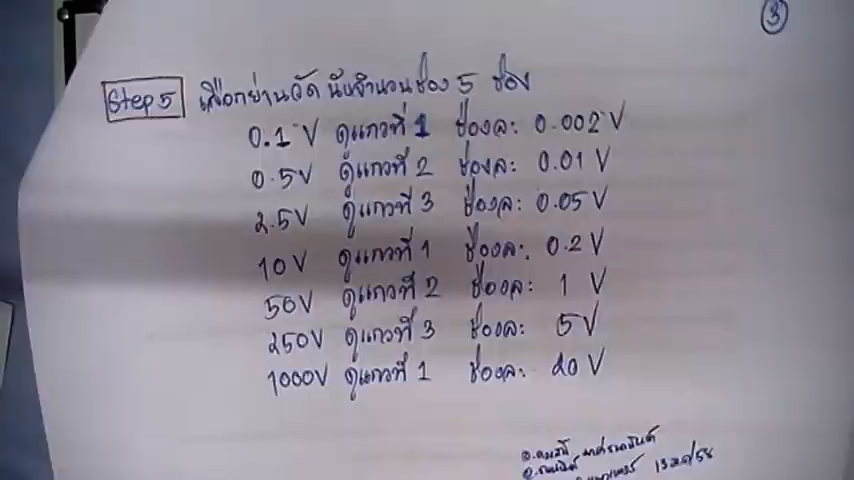 3
Step 5 เลือกย่านวัด นับจำนวนช่อง 5 ช่อง
0.1 V ดูแถวที่ 1 ช่องละ 0.002 V
0.5V ดูแถวที่ 2 ช่องละ 0.01 V
2.5V ดูแถวที่ 3 ช่องละ 0.05 V
10 V ดูแถวที่ 1 ช่องละ 0.2 V
50V ดูแถวที่ 2 ช่องละ 1 V
250V ดูแถวที่ 3 ช่องละ 5V
1000V ดูแถวที่ 1 ช่องละ 20 V